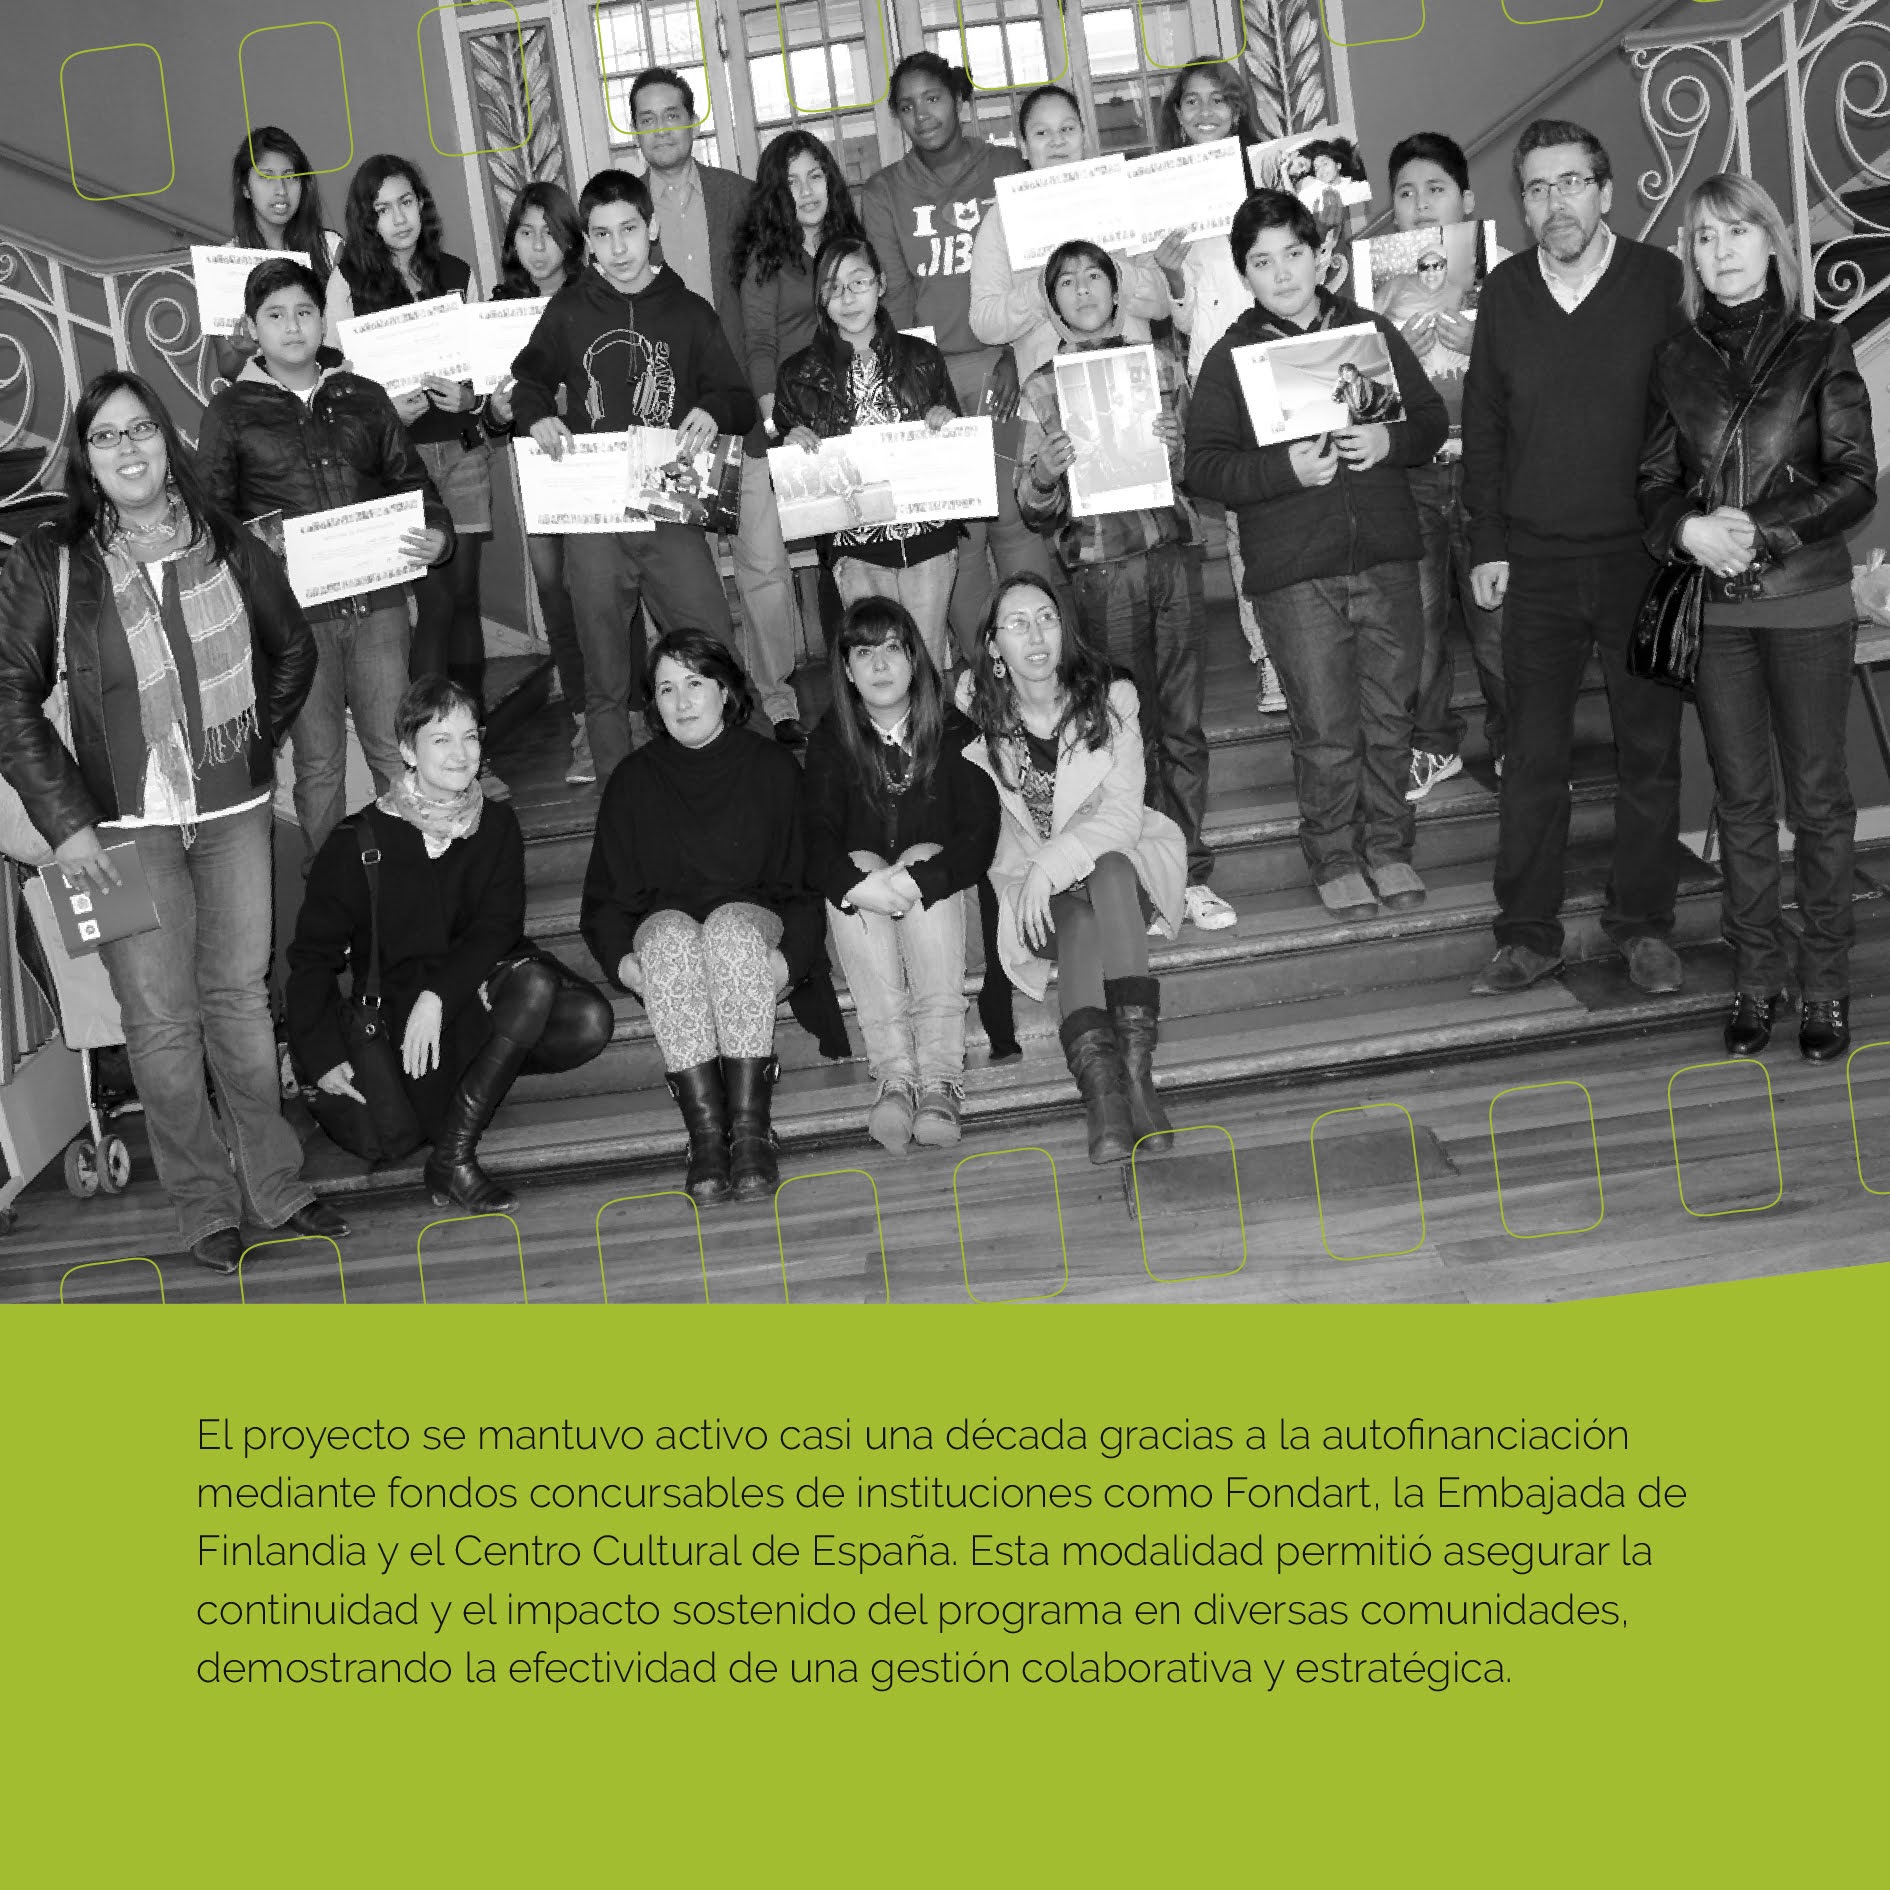 I
JB
El proyecto se mantuvo activo casi una década gracias a la autofinanciación
mediante fondos concursables de instituciones como Fondart, la Embajada de
Finlandia y el Centro Cultural de España. Esta modalidad permitió asegurar la
continuidad y el impacto sostenido del programa en diversas comunidades,
demostrando la efectividad de una gestión colaborativa y estratégica.